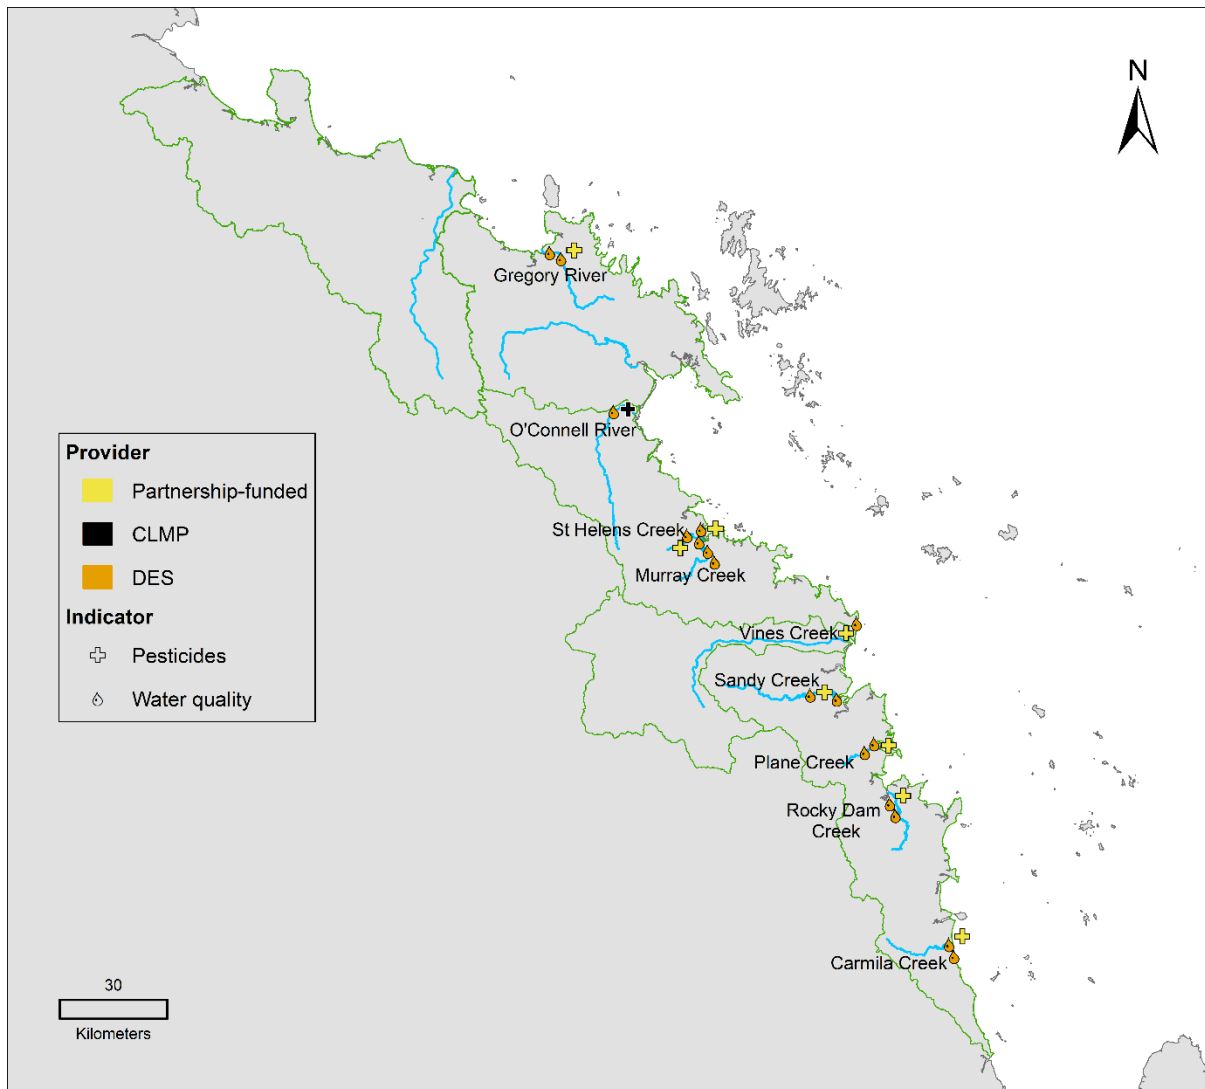 N
Gregory River
O'Connell River
Provider
Partnership-funded
CLMP
DES
Indicator
Pesticides
Water quality
St Helens Creek
Murray Creek
Vines Creek
Sandy Creek
Plane Creek
Rocky Dam
Creek
Carmila Creek
30
Kilometers